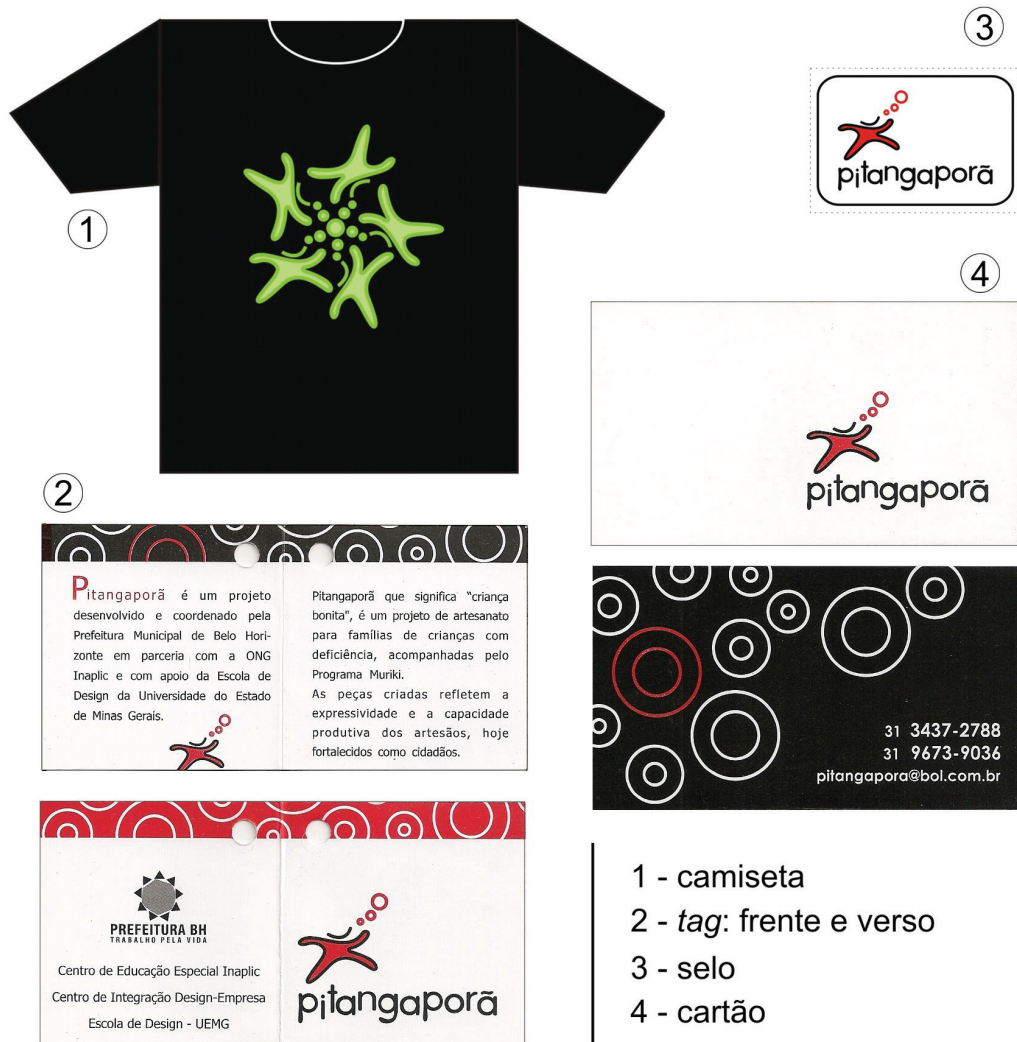 1
3
pitangaporã
4
pitangaporã
2
Pitangaporã é um projeto
desenvolvido e coordenado pela
Prefeitura Municipal de Belo Hori-
zonte em parceria com a ONG
Inaplic e com apoio da Escola de
Design da Universidade do Estado
de Minas Gerais.
Pitangaporã que significa "criança
bonita", é um projeto de artesanato
para famílias de crianças com
deficiência, acompanhadas pelo
Programa Muriki.
As peças criadas refletem a
expressividade e a capacidade
produtiva dos artesãos, hoje
fortalecidos como cidadãos.
31 3437-2788
31 9673-9036
pitangapora@bol.com.br
PREFEITURA BH
TRABALHO PELA VIDA
Centro de Educação Especial Inaplic
Centro de Integração Design-Empresa
Escola de Design - UEMG
pitangaporã
1 - camiseta
2 - tag: frente e verso
3 - selo
4 - cartão